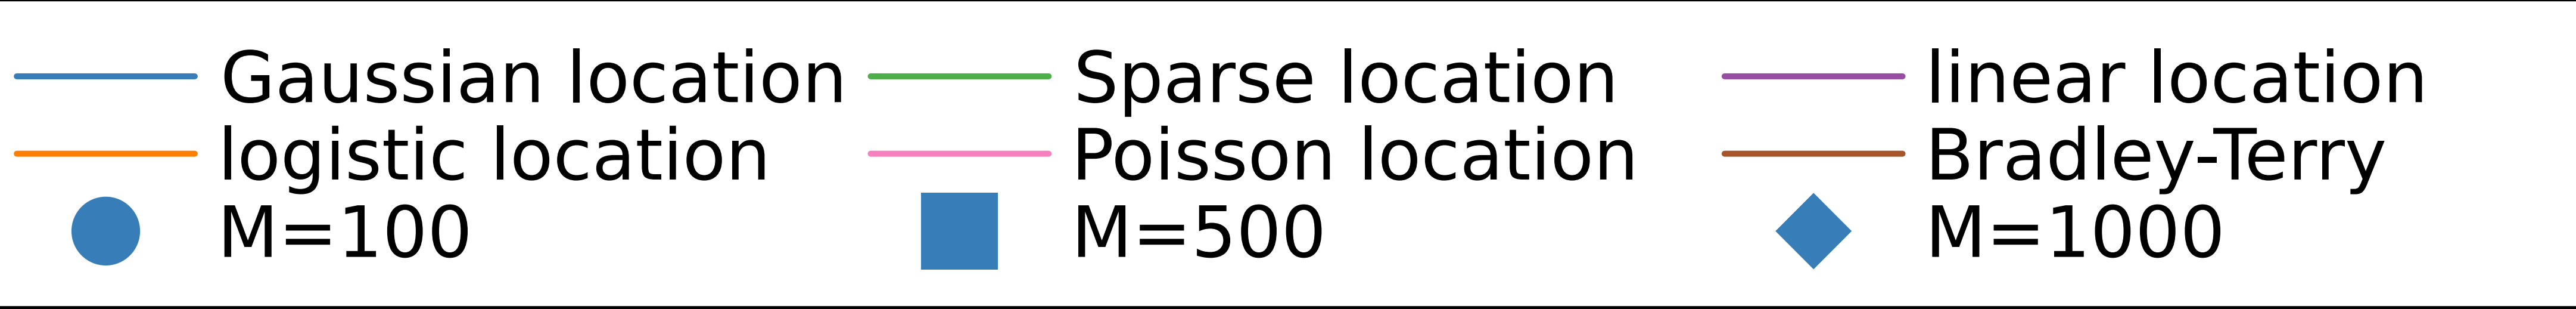 Gaussian location Sparse location linear location
logistic location Poisson location Bradley-Terry
M=100 M=500 M=1000